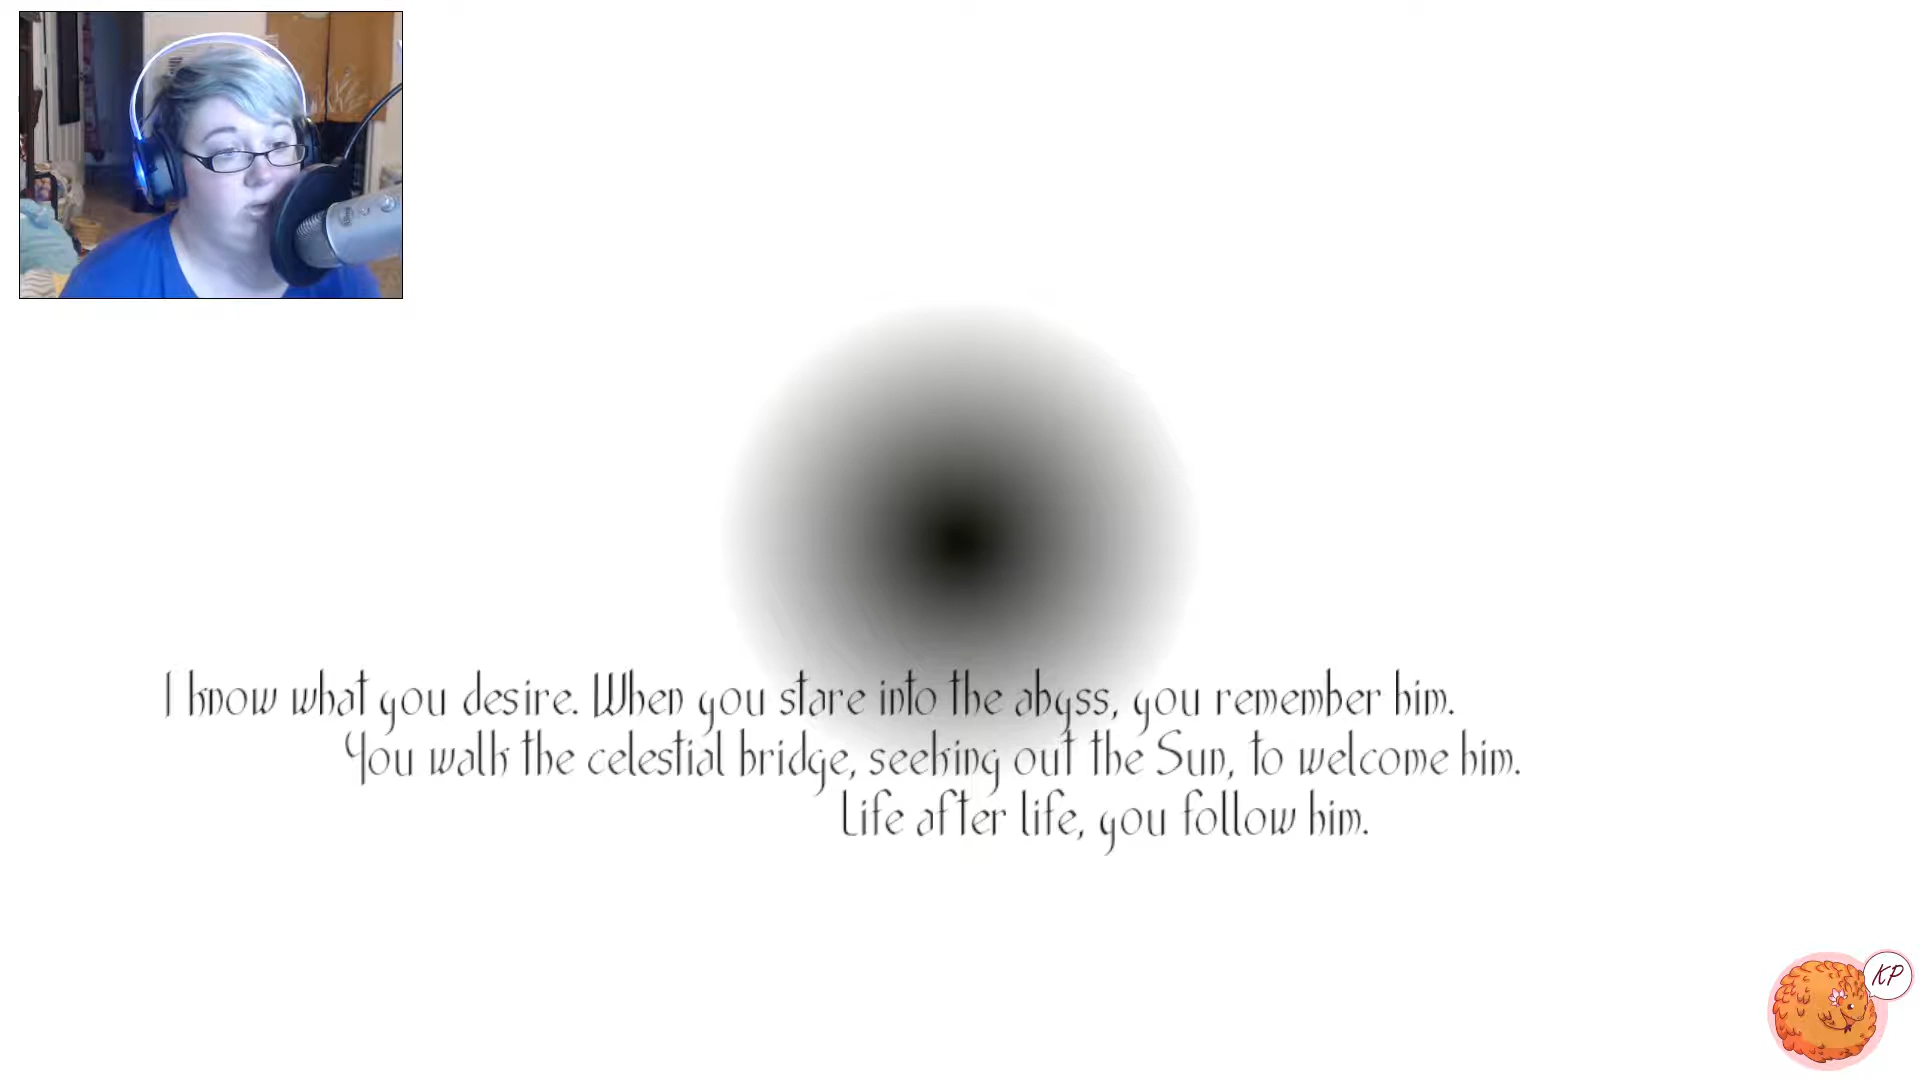 I know what you desire. When you stare into the abyss, you remember him.
You walk the celestial bridge, seeking out the Sun, to welcome him.
Life after life, you follow him.
KP